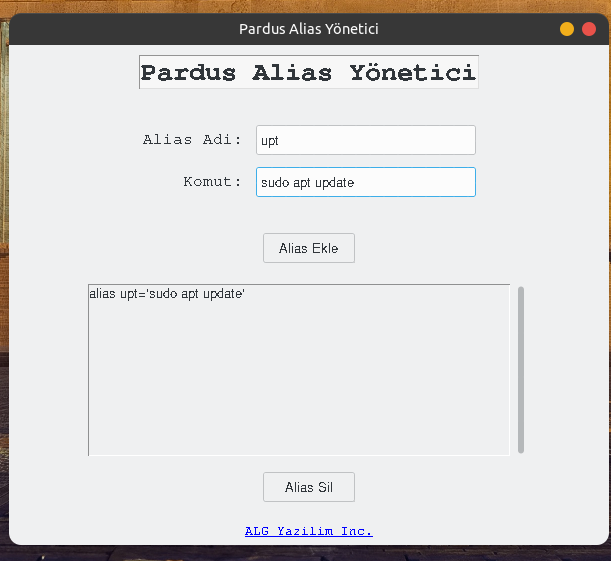 Pardus Alias Yönetici
Pardus Alias Yönetici
Alias Adi: upt
Komut: sudo apt update
Alias Ekle
alias upt='sudo apt update'
Alias Sil
ALG Yazilim Inc.